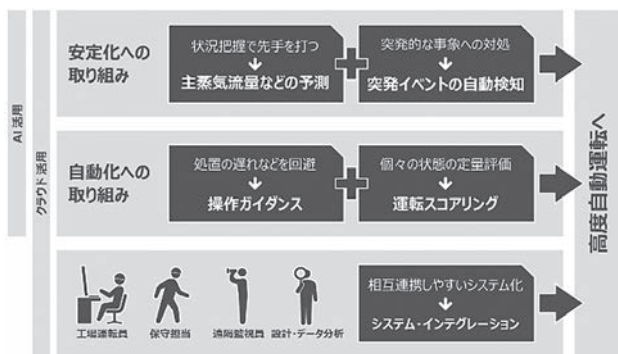 AI 活用
クラウド活用
安定化への
取り組み
状況把握で先手を打つ
主蒸気流量などの予測
突発的な事象への対処
突発イベントの自動検知
自動化への
取り組み
処置の遅れなどを回避
操作ガイダンス
個々の状態の定量評価
運転スコアリング
工場運転員
保守担当
遠隔監視員
設計・データ分析
相互連携しやすいシステム化
システム・インテグレーション
高度自動運転へ